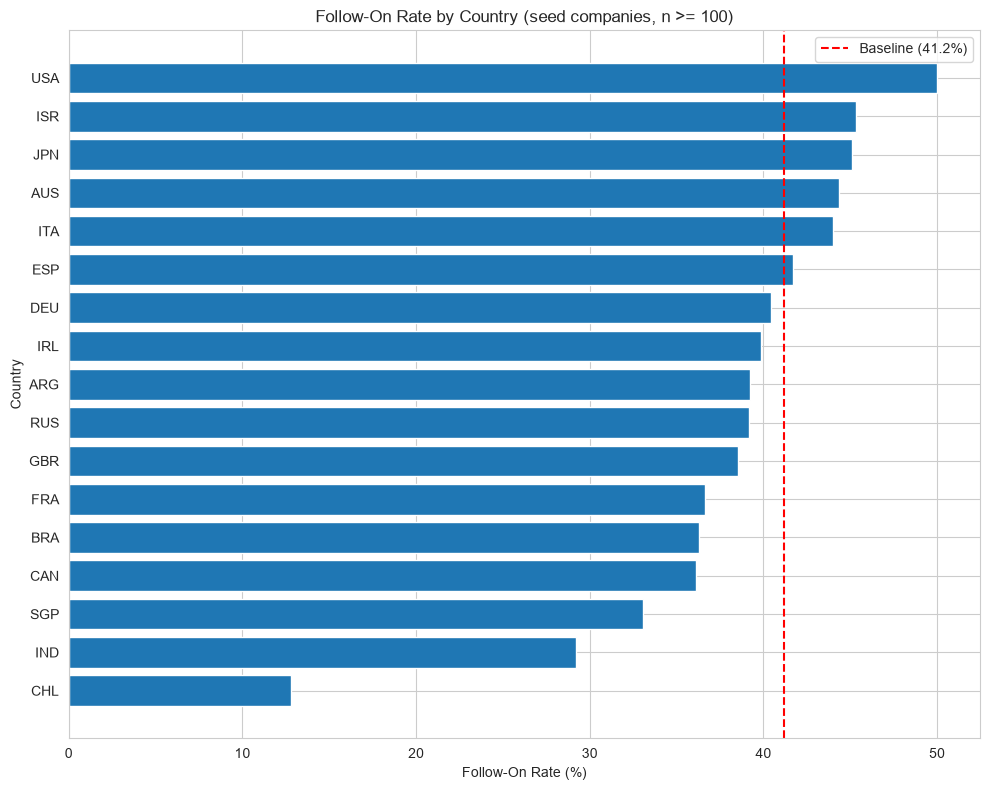 Follow-On Rate by Country (seed companies, n >= 100)
Baseline (41.2%)
Country
USA
ISR
JPN
AUS
ITA
ESP
DEU
IRL
ARG
RUS
GBR
FRA
BRA
CAN
SGP
IND
CHL
0 10 20 30 40 50
Follow-On Rate (%)